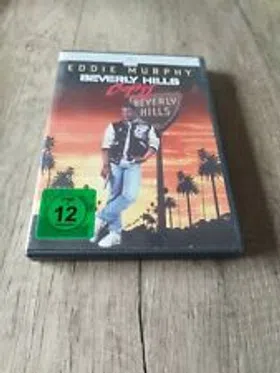 EDDIE MURPHY
BEVERLY HILLS
Cop II
BEVERLY
HILLS
12